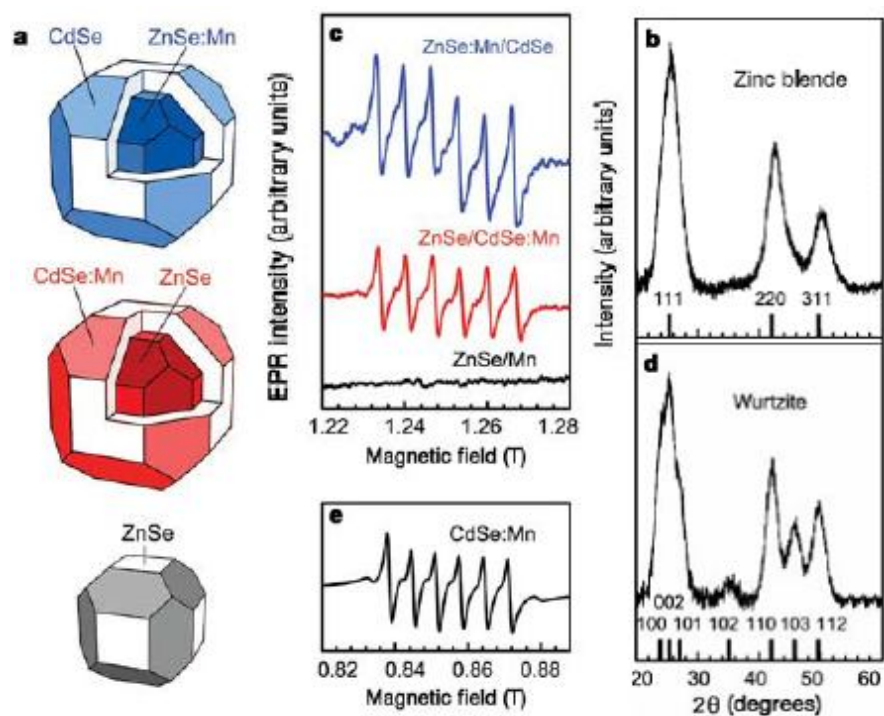 a
CdSe
ZnSe:Mn
CdSe:Mn
ZnSe
ZnSe
c
ZnSe:Mn/CdSe
ZnSe/CdSe:Mn
ZnSe/Mn
EPR intensity (arbitrary units)
1.22 1.24 1.26 1.28
Magnetic field (T)
e
CdSe:Mn
0.82 0.84 0.86 0.88
Magnetic field (T)
b
Zinc blende
Intensity (arbitrary units)
111 220 311
d
Wurtzite
002
100 101 102 110 103 112
20 30 40 50 60
2θ (degrees)